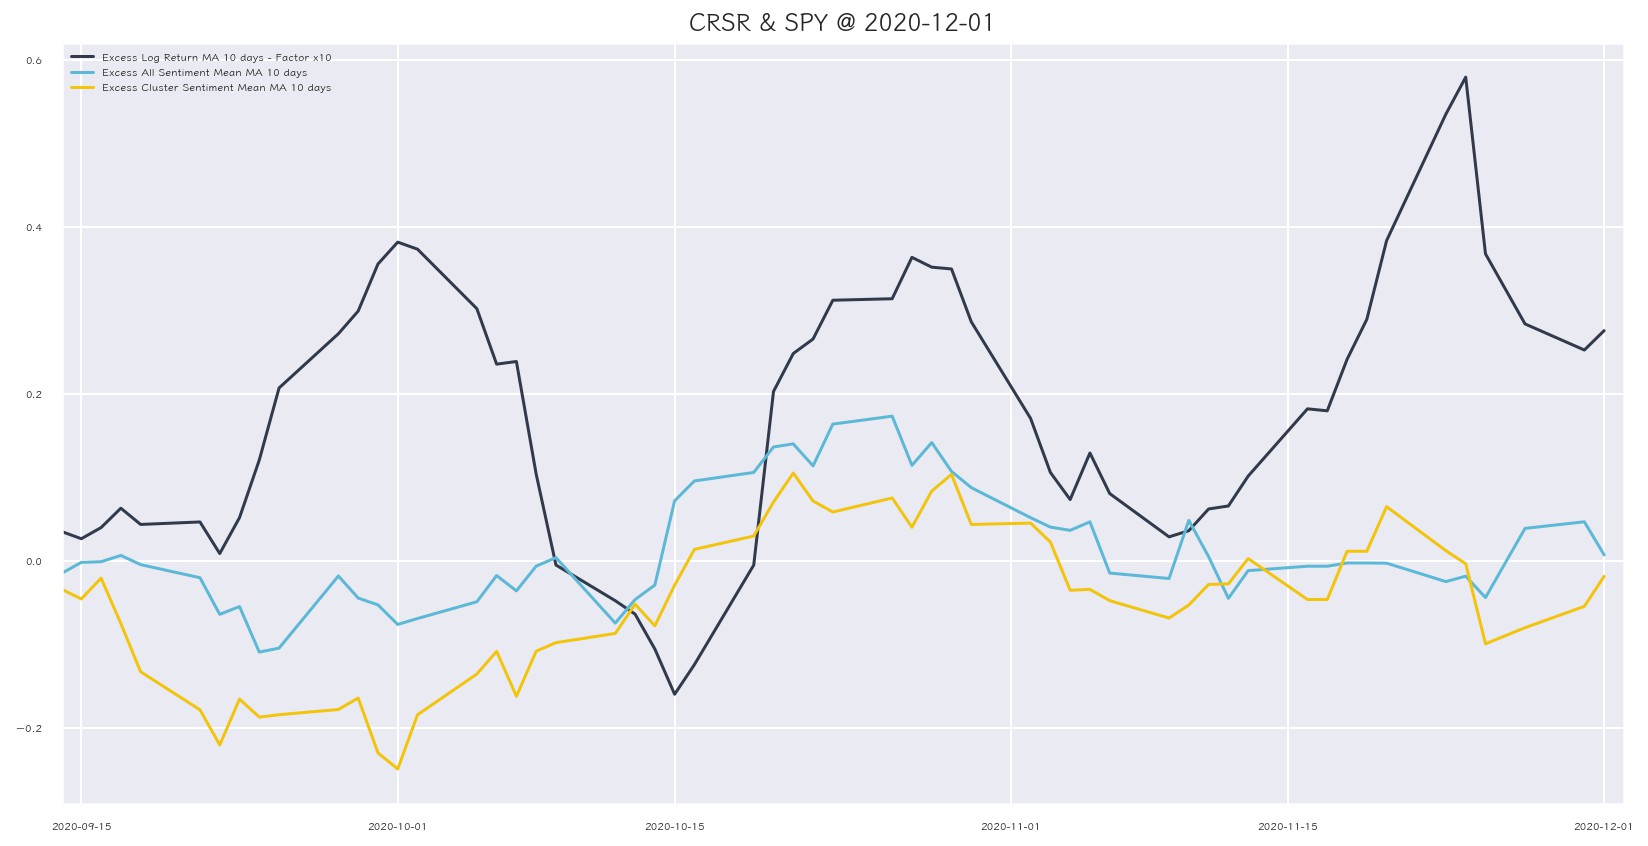 CRSR & SPY @ 2020-12-01
Excess Log Return MA 10 days - Factor x10
Excess All Sentiment Mean MA 10 days
Excess Cluster Sentiment Mean MA 10 days
0.6
0.4
0.2
0.0
−0.2
2020-09-15
2020-10-01
2020-10-15
2020-11-01
2020-11-15
2020-12-01